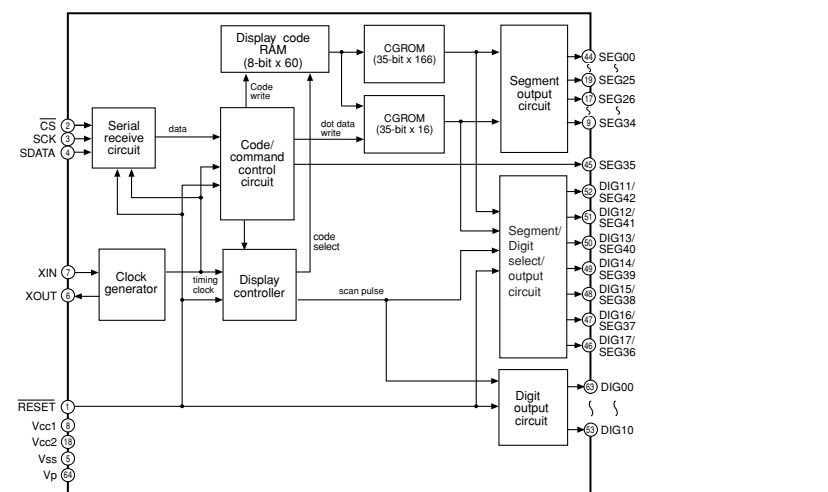 Display code
RAM
(8-bit x 60)
CGROM
(35-bit x 166)
CGROM
(35-bit x 16)
Segment
output
circuit
44 SEG00
19 SEG25
17 SEG26
9 SEG34
45 SEG35
CS 2
SCK 3
SDATA 4
Serial
receive
circuit
data
Code
write
Code/
command
control
circuit
dot data
write
code
select
Segment/
Digit
select/
output
circuit
52 DIG11/
SEG42
51 DIG12/
SEG41
50 DIG13/
SEG40
49 DIG14/
SEG39
48 DIG15/
SEG38
47 DIG16/
SEG37
46 DIG17/
SEG36
XIN 7
XOUT 6
Clock
generator
timing
clock
Display
controller
scan pulse
Digit
output
circuit
63 DIG00
53 DIG10
RESET 1
Vcc1 8
Vcc2 18
Vss 5
Vp 64